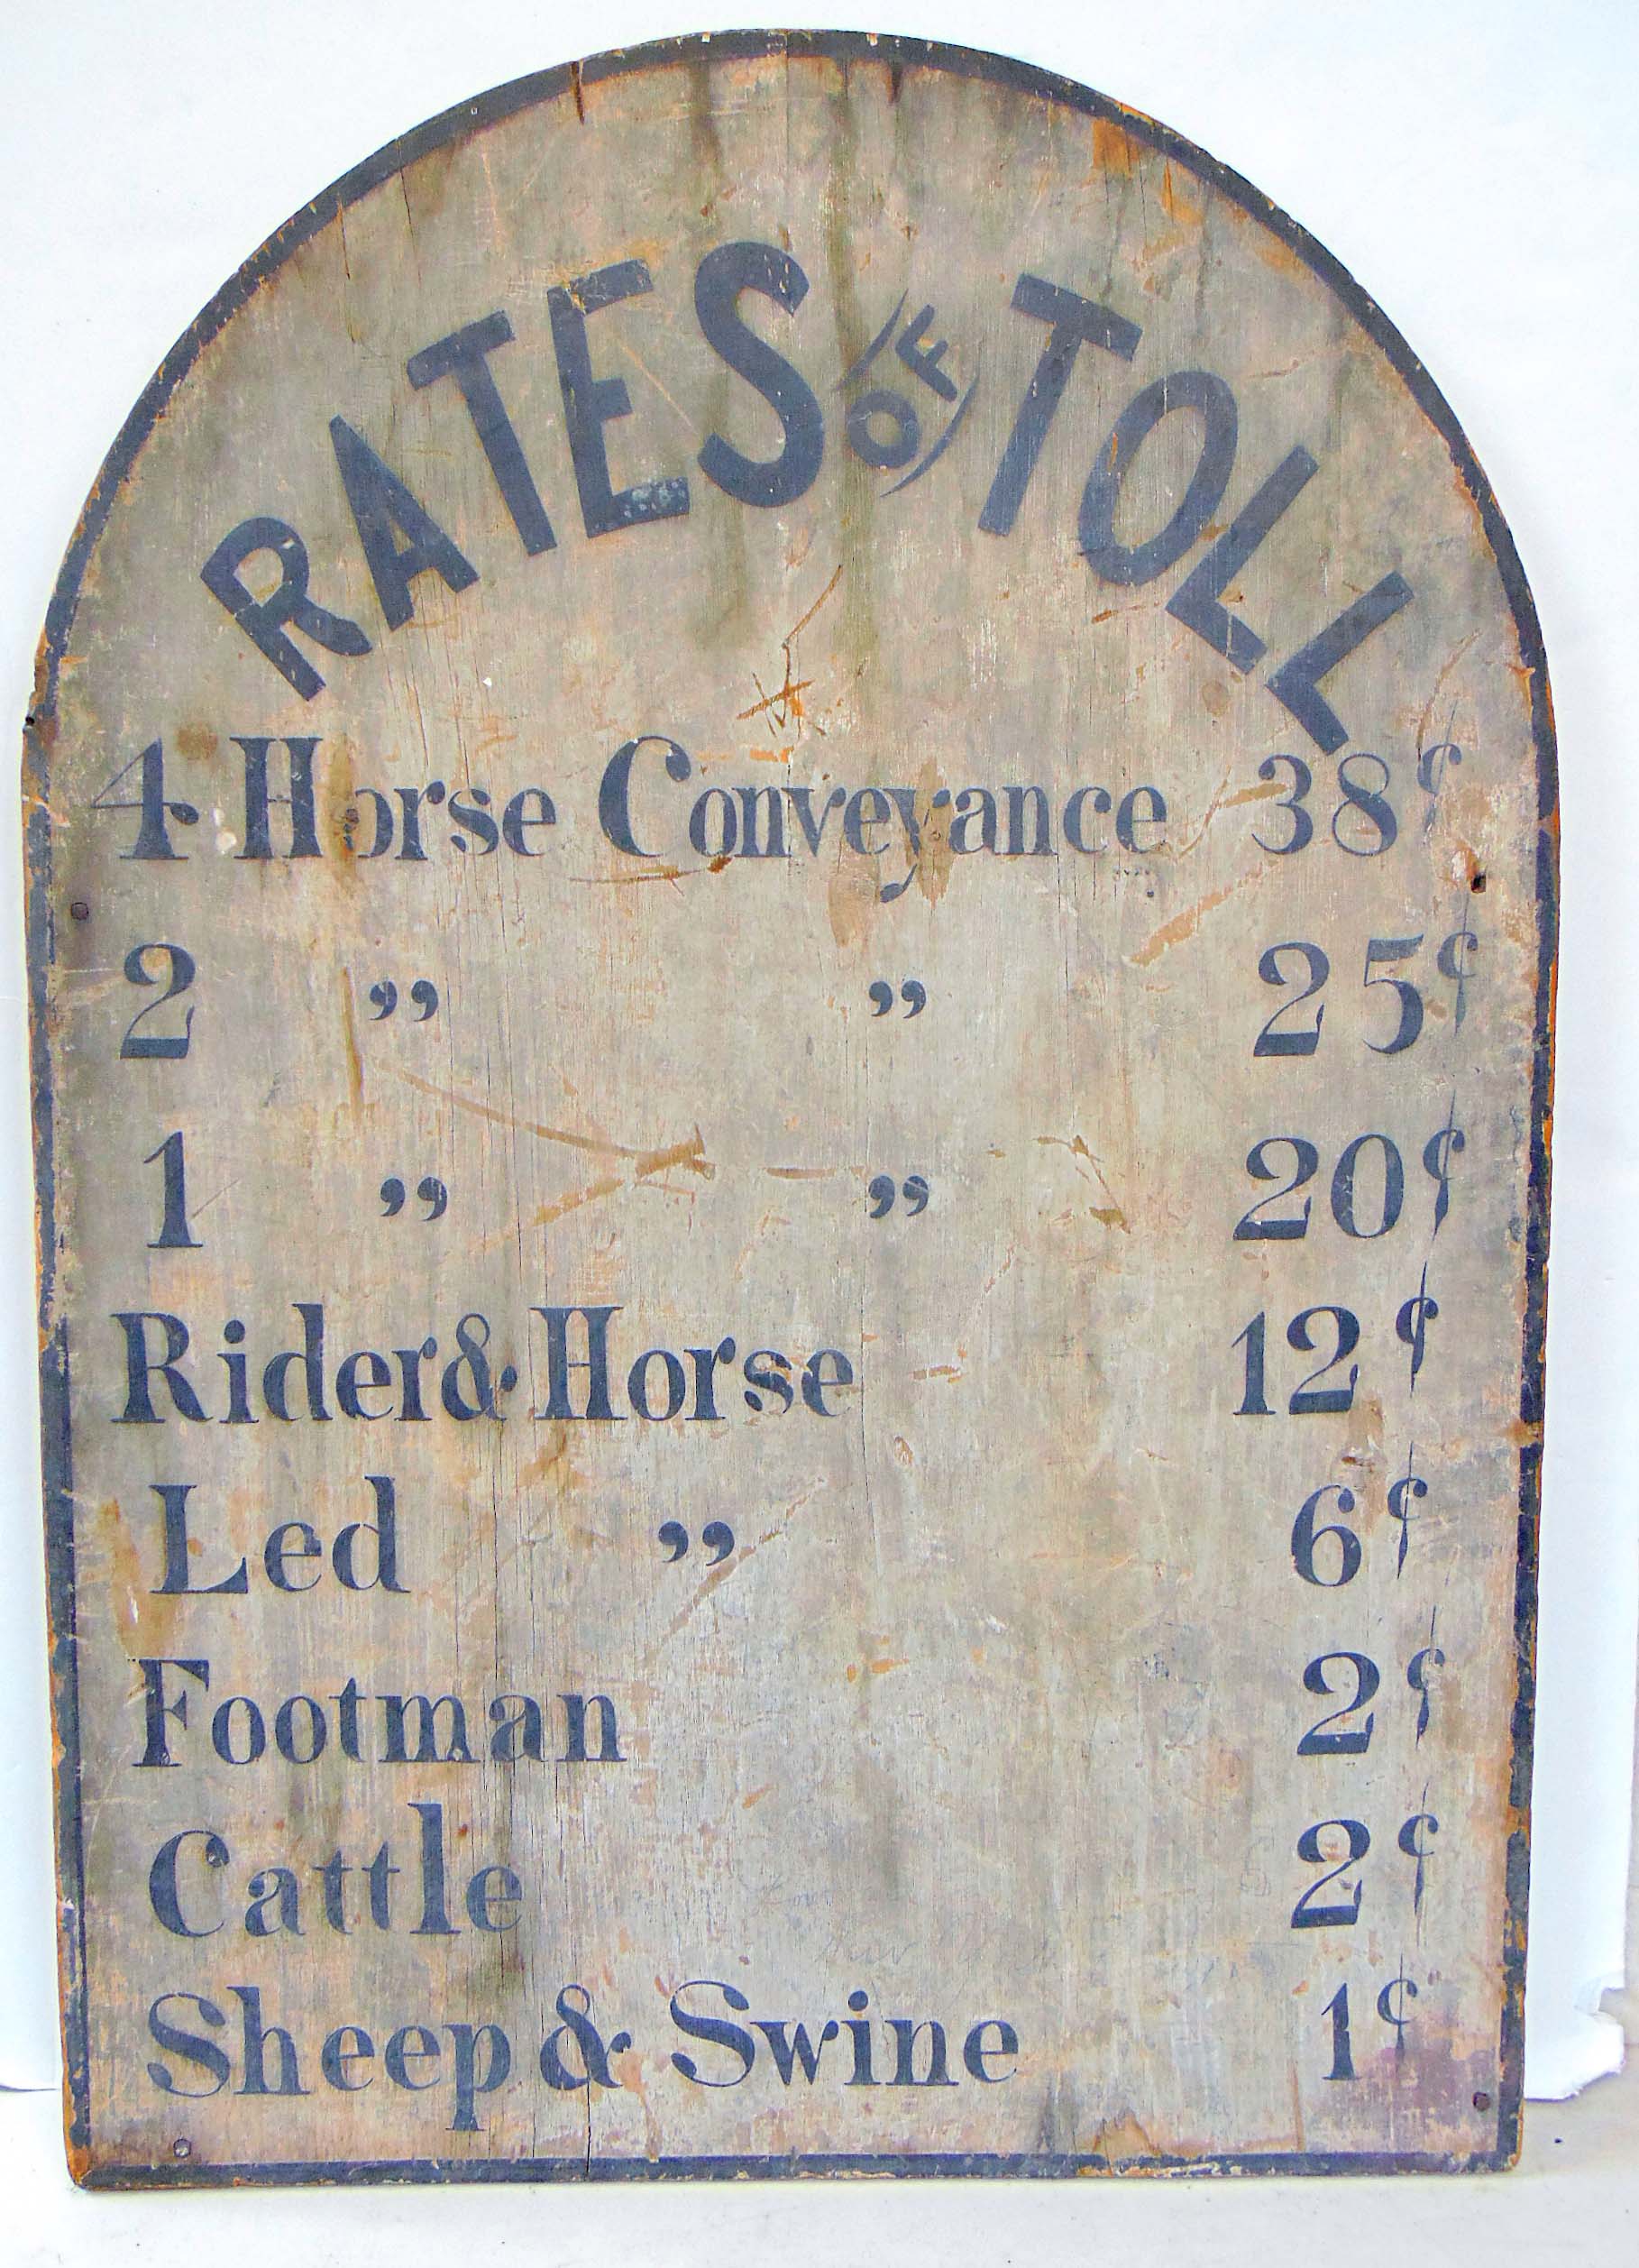 RATES OF TOLL
4 Horse Conveyance 38¢
2 " " 25¢
1 " " 20¢
Rider & Horse 12¢
Led " 6¢
Footman 2¢
Cattle 2¢
Sheep & Swine 1¢